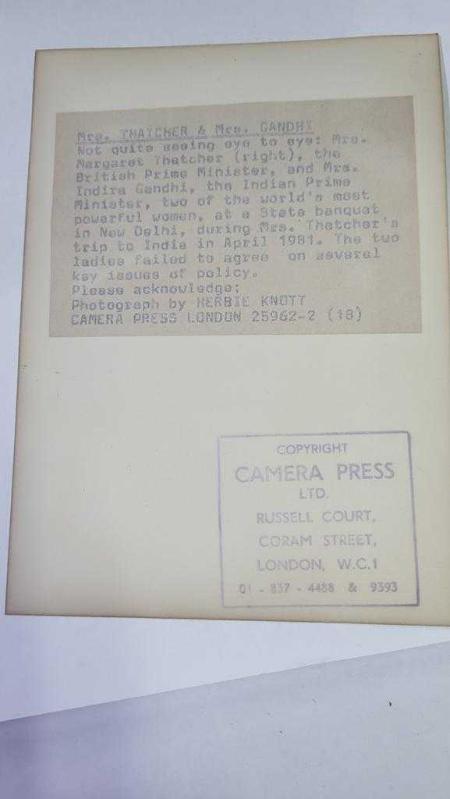 Mrs. THATCHER & Mrs. GANDHI
Not quite seeing eye to eye: Mrs.
Margaret Thatcher (right), the
British Prime Minister, and Mrs.
Indira Gandhi, the Indian Prime
Minister, two of the world's most
powerful women, at a State banquet
in New Delhi, during Mrs. Thatcher's
trip to India in April 1981. The two
ladies failed to agree on several
key issues of policy.
Please acknowledge:
Photograph by HERBIE KNOTT
CAMERA PRESS LONDON 25962-2 (18)
COPYRIGHT
CAMERA PRESS
LTD.
RUSSELL COURT,
CORAM STREET,
LONDON, W.C.1
01 - 837 - 4488 & 9393